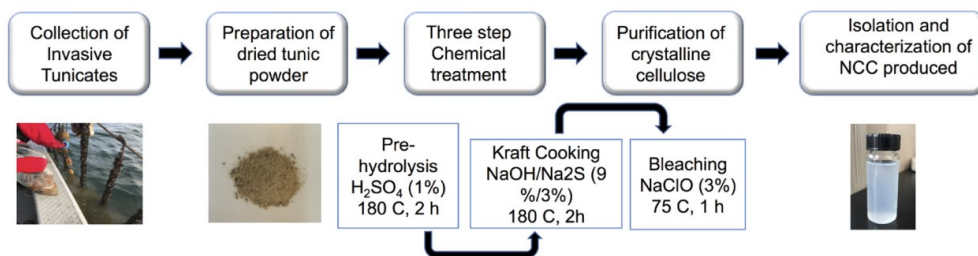 Collection of
Invasive
Tunicates
Preparation of
dried tunic
powder
Three step
Chemical
treatment
Purification of
crystalline
cellulose
Isolation and
characterization of
NCC produced
Pre-
hydrolysis
H₂SO₄ (1%)
180 C, 2 h
Kraft Cooking
NaOH/Na2S (9
%/3%)
180 C, 2h
Bleaching
NaClO (3%)
75 C, 1 h